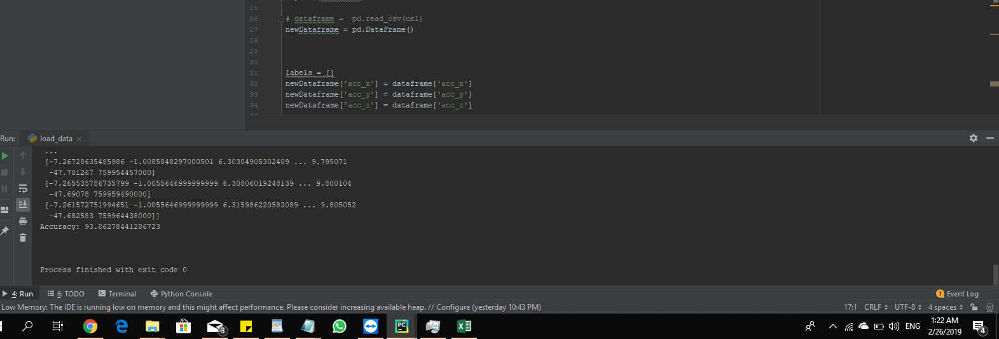 25
26 # dataframe =  pd.read_csv(url)
27 newDataframe = pd.DataFrame()
28
29
30
31 labels = []
32 newDataframe['acc_x'] = dataframe['acc_x']
33 newDataframe['acc_y'] = dataframe['acc_y']
34 newDataframe['acc_z'] = dataframe['acc_z']
Run: load_data
...
[-7.26728635485986 -1.0085848297000501 6.30304905302409 ... 9.795071
-47.701267 759954457000]
[-7.265535786735799 -1.0055646999999999 6.30806019248139 ... 9.800104
-47.69078 759959490000]
[-7.261572751994651 -1.0055646999999999 6.315986220582089 ... 9.805052
-47.682583 759964438000]]
Accuracy: 93.86278441286723
Process finished with exit code 0
4: Run 6: TODO Terminal Python Console 1 Event Log
Low Memory: The IDE is running low on memory and this might affect performance. Please consider increasing available heap. // Configure (yesterday 10:43 PM) 17:1 CRLF UTF-8 4 spaces
3 PC ENG 1:22 AM 4
2/26/2019